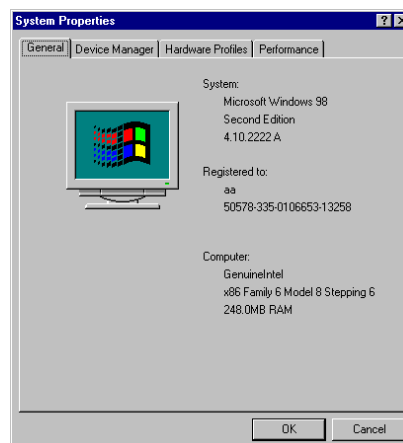 System Properties
General Device Manager Hardware Profiles Performance
System:
Microsoft Windows 98
Second Edition
4.10.2222 A
Registered to:
aa
50578-335-0106653-13258
Computer:
GenuineIntel
x86 Family 6 Model 8 Stepping 6
248.0MB RAM
OK Cancel